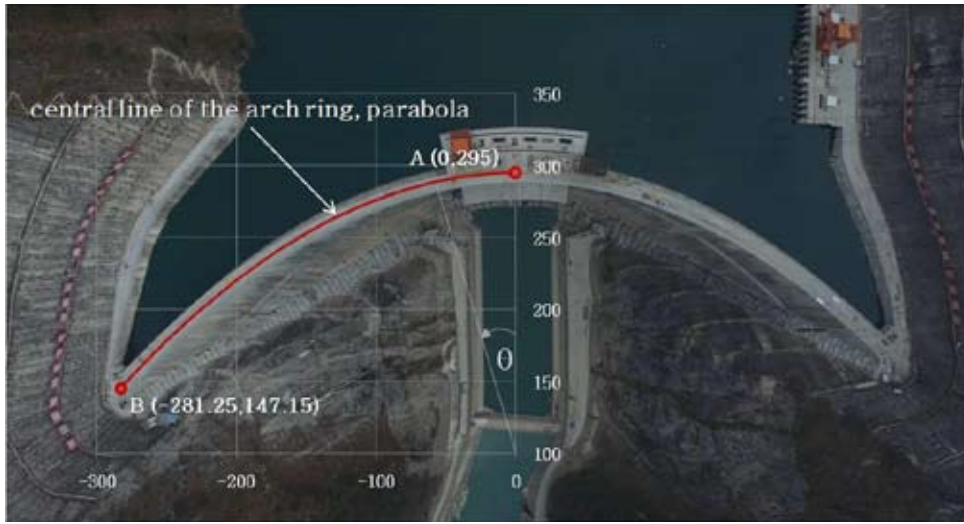 350
central line of the arch ring, parabola
A (0,295)
300
250
200
θ
150
B (-281.25,147.15)
100
-300
-200
-100
0